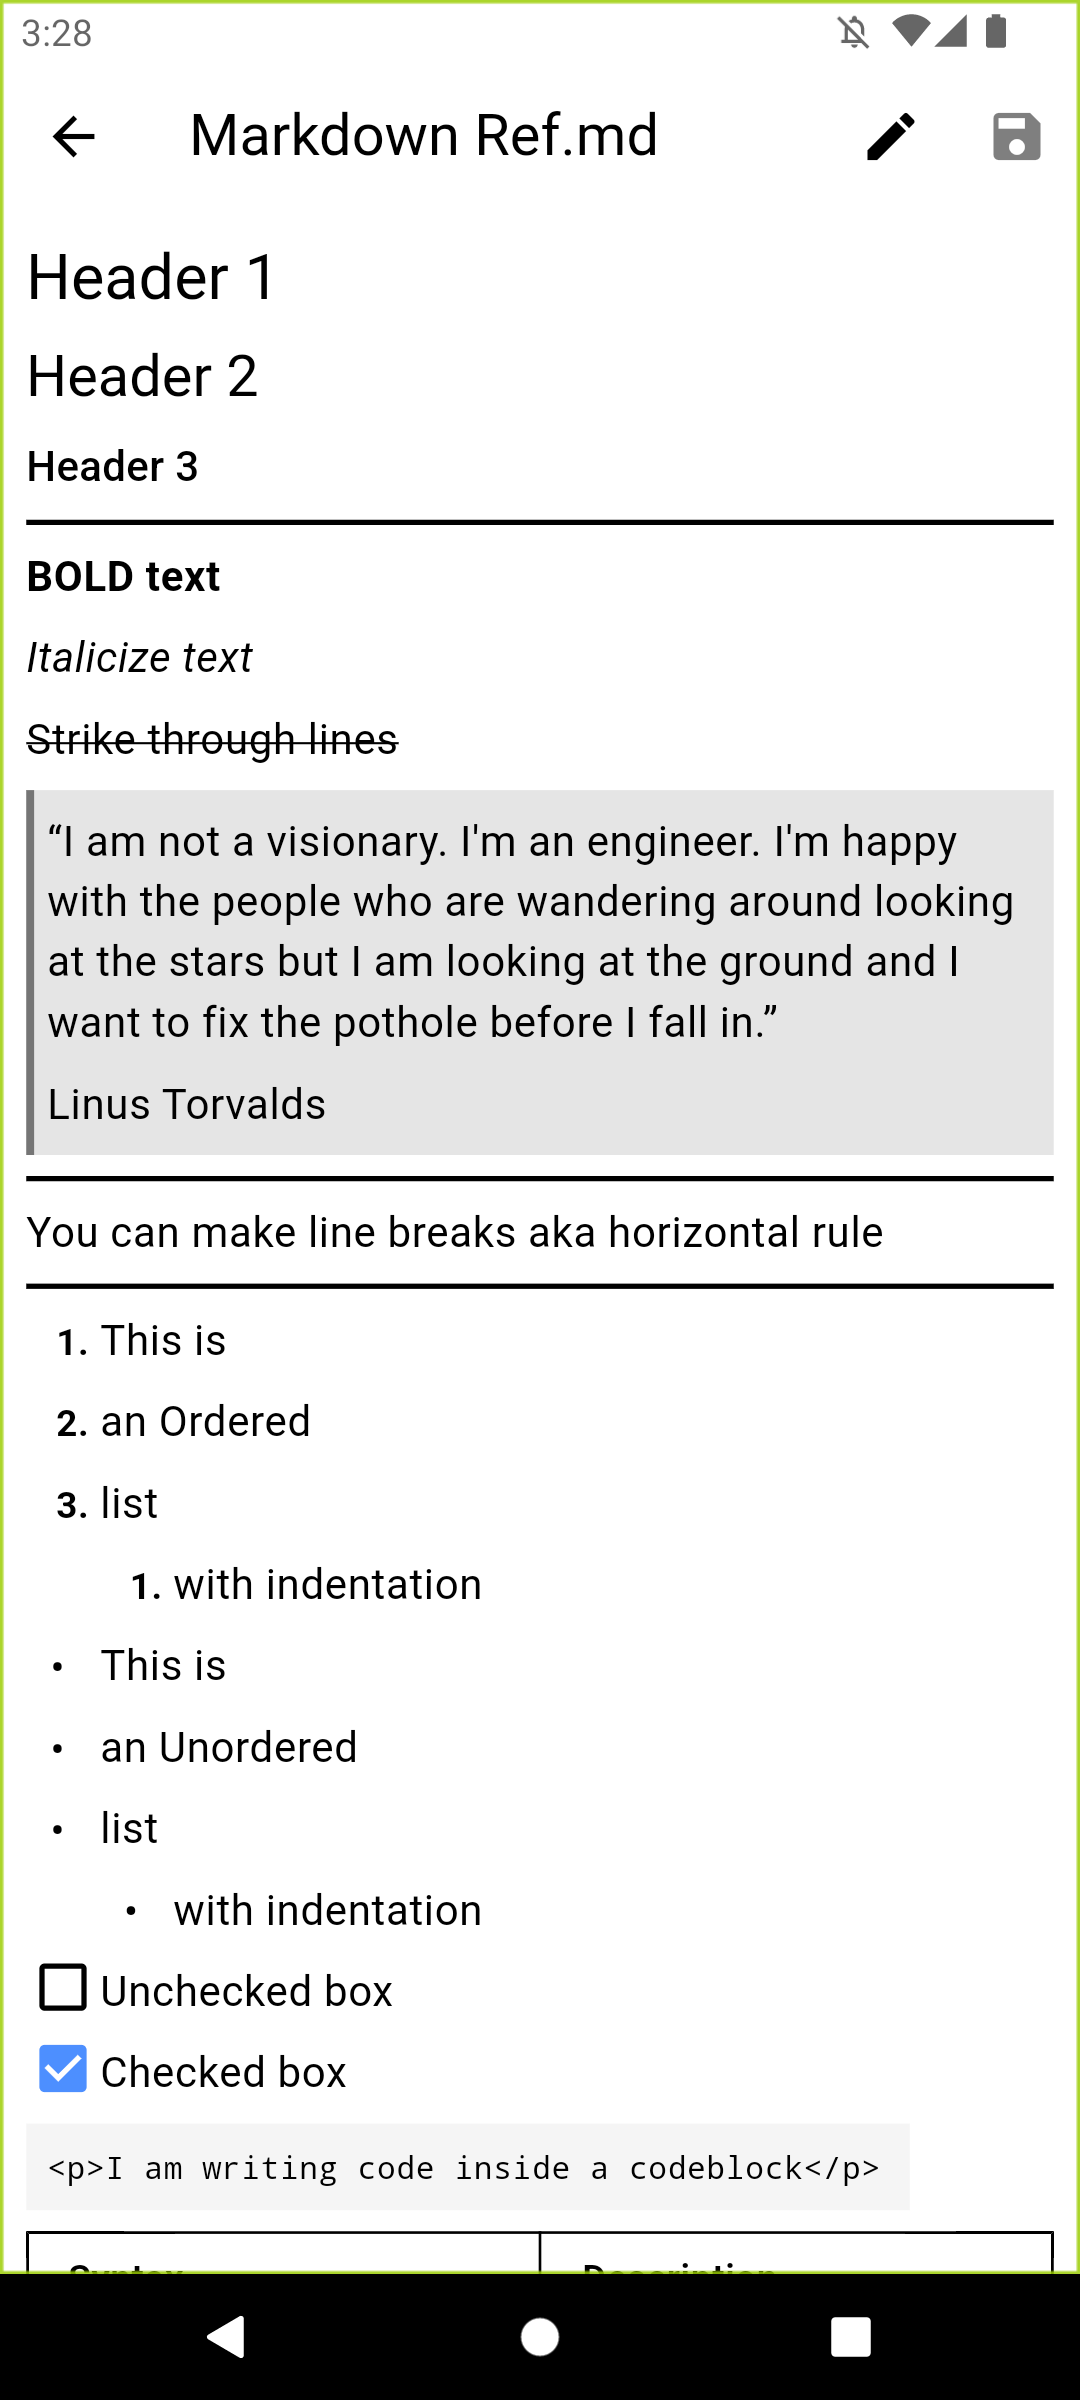 3:28
Markdown Ref.md
Header 1
Header 2
Header 3
BOLD text
Italicize text
Strike through lines
“I am not a visionary. I'm an engineer. I'm happy
with the people who are wandering around looking
at the stars but I am looking at the ground and I
want to fix the pothole before I fall in.”
Linus Torvalds
You can make line breaks aka horizontal rule
1. This is
2. an Ordered
3. list
1. with indentation
• This is
• an Unordered
• list
• with indentation
Unchecked box
Checked box
<p>I am writing code inside a codeblock</p>
Syntax Description